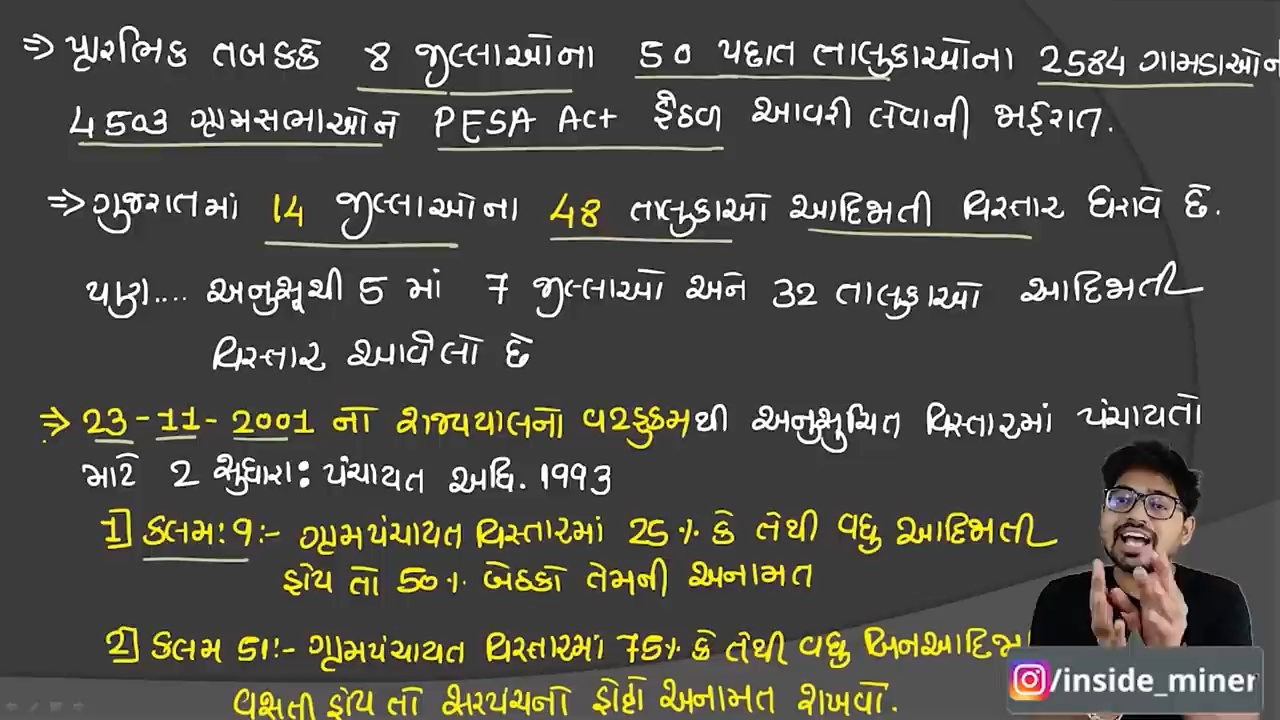 ⇒ પ્રારંભિક તબક્કે 8 જીલ્લાઓના 50 પછાત તાલુકાઓના 2584 ગામડાઓન
4503 ગ્રામસભાઓને PESA Act હેઠળ આવરી લેવાની જાહેરાત.
⇒ ગુજરાતમાં 14 જીલ્લાઓના 48 તાલુકાઓ આદિજાતી વિસ્તાર ધરાવે છે.
પણ.... અનુસૂચી 5 માં 7 જીલ્લાઓ અને 32 તાલુકાઓ આદિજાતી
વિસ્તાર આવેલો છે
⇒ 23-11-2001 ના રાજ્યપાલના વટહુકમથી અનુસુચિત વિસ્તારમાં પંચાયતો
માટે 2 સુધારા: પંચાયત અધિ. 1993
1] કલમ: 9:- ગ્રામપંચાયત વિસ્તારમાં 25% કે તેથી વધુ આદિજાતી
હોય તો 50% બેઠકો તેમની અનામત
2] કલમ 51:- ગ્રામપંચાયત વિસ્તારમાં 75% કે તેથી વધુ બિનઆદિજા
વસતી હોય તો સરપંચનો હોદ્દો અનામત રાખવો.
/inside_miner